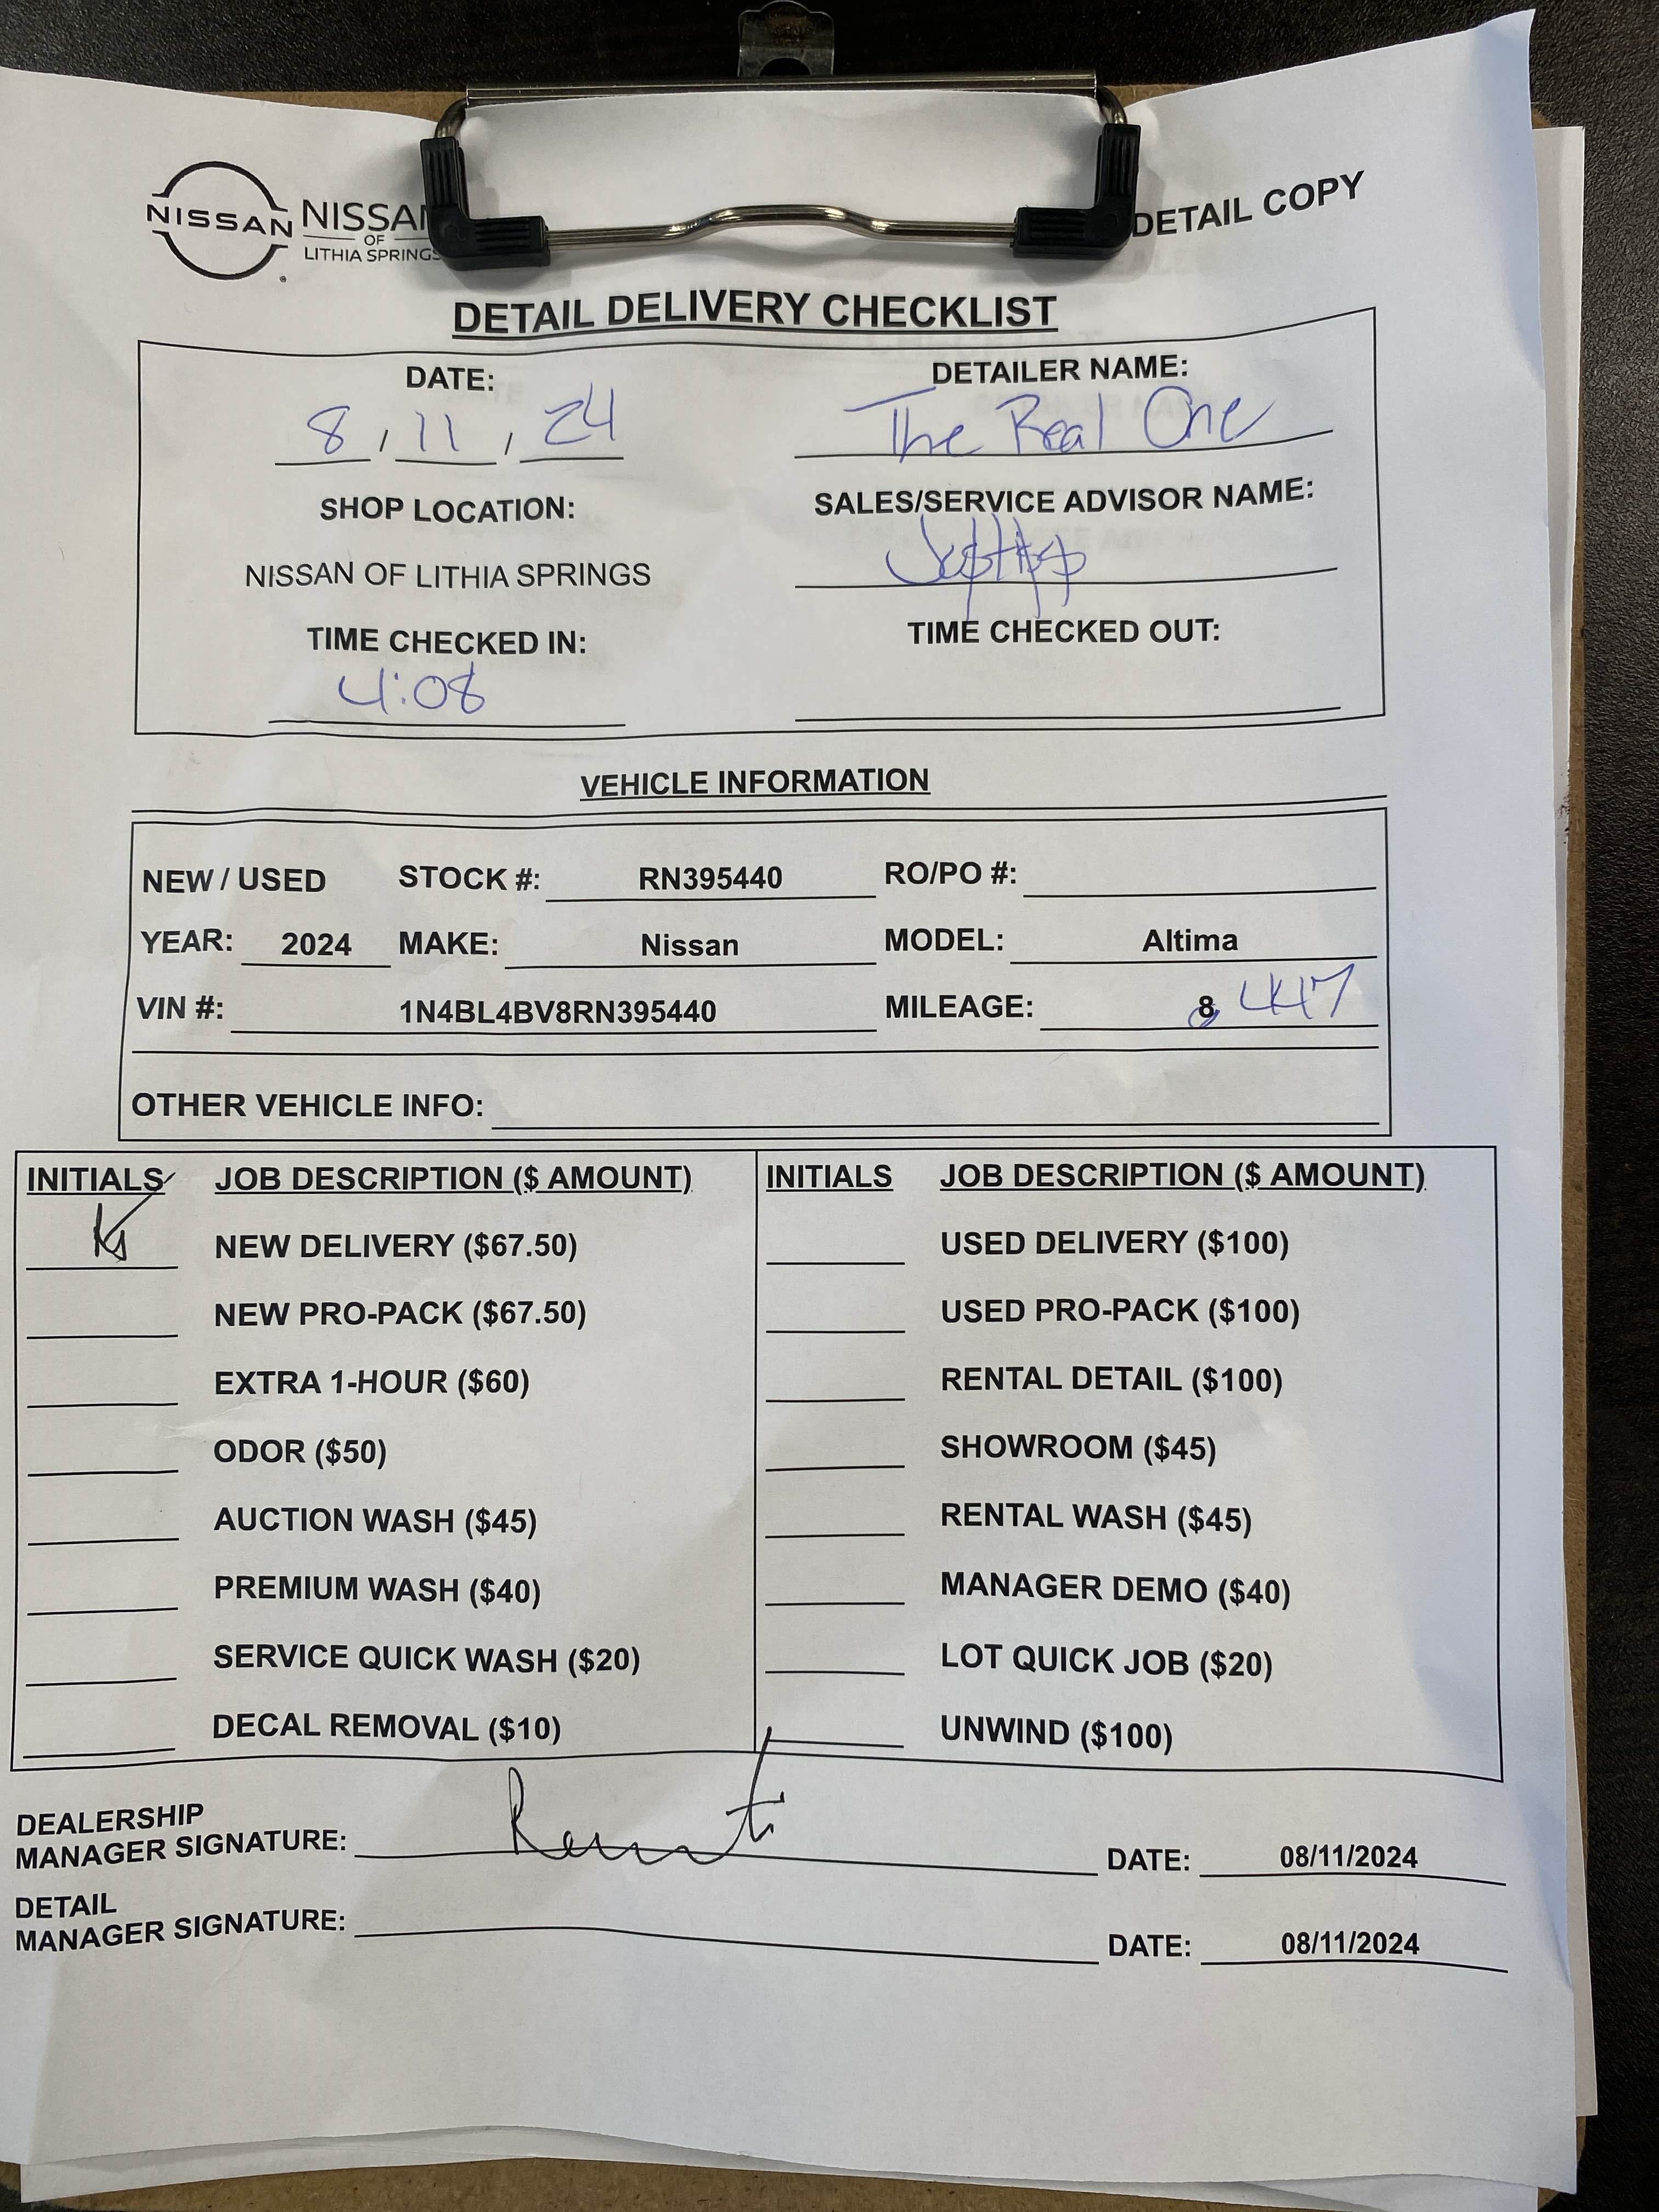 NISSAN
NISSAN
OF
LITHIA SPRINGS
DETAIL COPY
DETAIL DELIVERY CHECKLIST
DATE: DETAILER NAME:
8 / 11 / 24 The Real One
SHOP LOCATION: SALES/SERVICE ADVISOR NAME:
NISSAN OF LITHIA SPRINGS
TIME CHECKED IN: TIME CHECKED OUT:
4:08
VEHICLE INFORMATION
NEW / USED STOCK #: RN395440 RO/PO #:
YEAR: 2024 MAKE: Nissan MODEL: Altima
VIN #: 1N4BL4BV8RN395440 MILEAGE: 8 447
OTHER VEHICLE INFO:
INITIALS JOB DESCRIPTION ($ AMOUNT) INITIALS JOB DESCRIPTION ($ AMOUNT)
NEW DELIVERY ($67.50) USED DELIVERY ($100)
NEW PRO-PACK ($67.50) USED PRO-PACK ($100)
EXTRA 1-HOUR ($60) RENTAL DETAIL ($100)
ODOR ($50) SHOWROOM ($45)
AUCTION WASH ($45) RENTAL WASH ($45)
PREMIUM WASH ($40) MANAGER DEMO ($40)
SERVICE QUICK WASH ($20) LOT QUICK JOB ($20)
DECAL REMOVAL ($10) UNWIND ($100)
DEALERSHIP
MANAGER SIGNATURE: DATE: 08/11/2024
DETAIL
MANAGER SIGNATURE: DATE: 08/11/2024